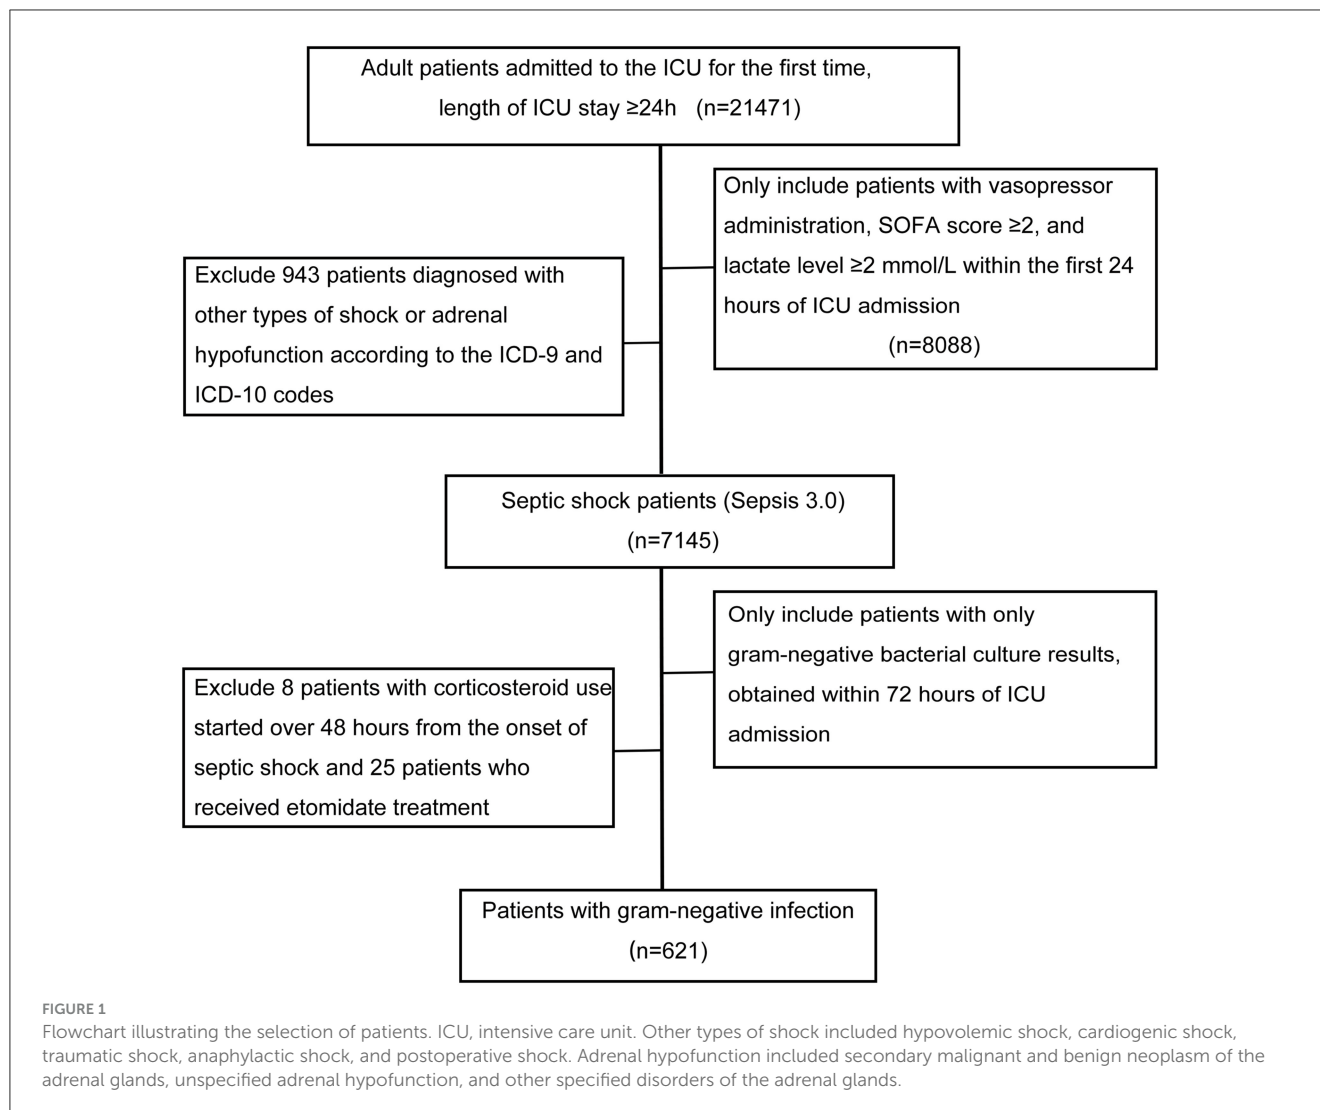 Adult patients admitted to the ICU for the first time,
length of ICU stay ≥24h (n=21471)
Only include patients with vasopressor
administration, SOFA score ≥2, and
lactate level ≥2 mmol/L within the first 24
hours of ICU admission
(n=8088)
Exclude 943 patients diagnosed with
other types of shock or adrenal
hypofunction according to the ICD-9 and
ICD-10 codes
Septic shock patients (Sepsis 3.0)
(n=7145)
Only include patients with only
gram-negative bacterial culture results,
obtained within 72 hours of ICU
admission
Exclude 8 patients with corticosteroid use
started over 48 hours from the onset of
septic shock and 25 patients who
received etomidate treatment
Patients with gram-negative infection
(n=621)
FIGURE 1
Flowchart illustrating the selection of patients. ICU, intensive care unit. Other types of shock included hypovolemic shock, cardiogenic shock,
traumatic shock, anaphylactic shock, and postoperative shock. Adrenal hypofunction included secondary malignant and benign neoplasm of the
adrenal glands, unspecified adrenal hypofunction, and other specified disorders of the adrenal glands.